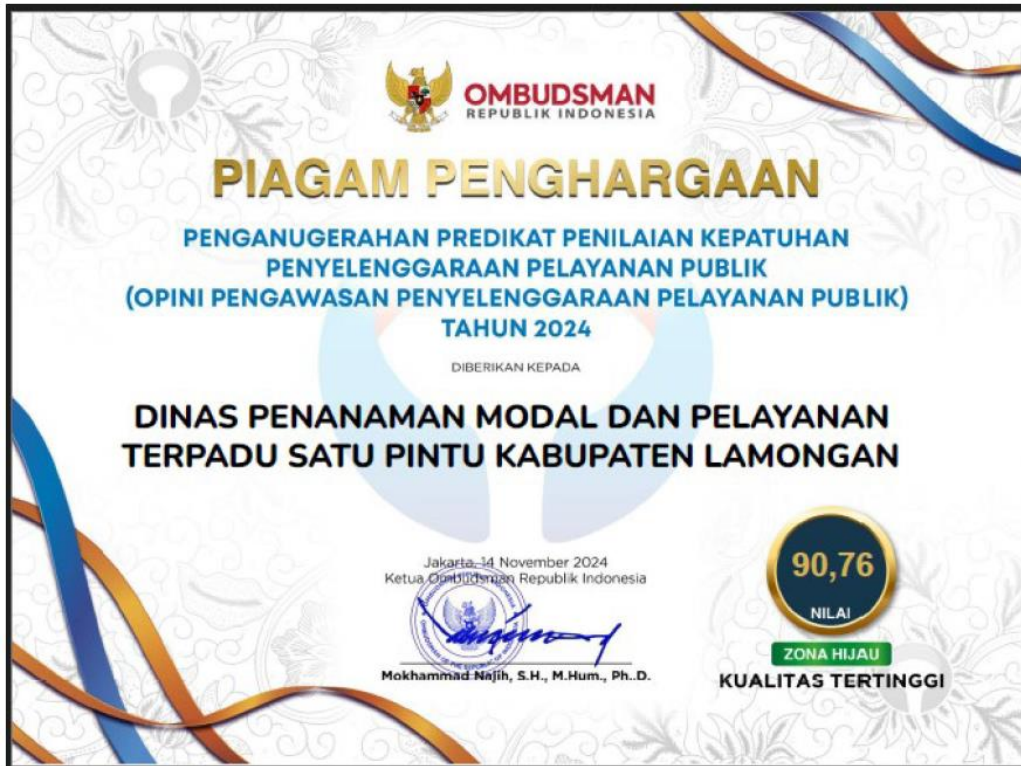 OMBUDSMAN
REPUBLIK INDONESIA
PIAGAM PENGHARGAAN
PENGANUGERAHAN PREDIKAT PENILAIAN KEPATUHAN
PENYELENGGARAAN PELAYANAN PUBLIK
(OPINI PENGAWASAN PENYELENGGARAAN PELAYANAN PUBLIK)
TAHUN 2024
DIBERIKAN KEPADA
DINAS PENANAMAN MODAL DAN PELAYANAN
TERPADU SATU PINTU KABUPATEN LAMONGAN
Jakarta, 14 November 2024
Ketua Ombudsman Republik Indonesia
Mokhammad Najih, S.H., M.Hum., Ph..D.
90,76
NILAI
ZONA HIJAU
KUALITAS TERTINGGI